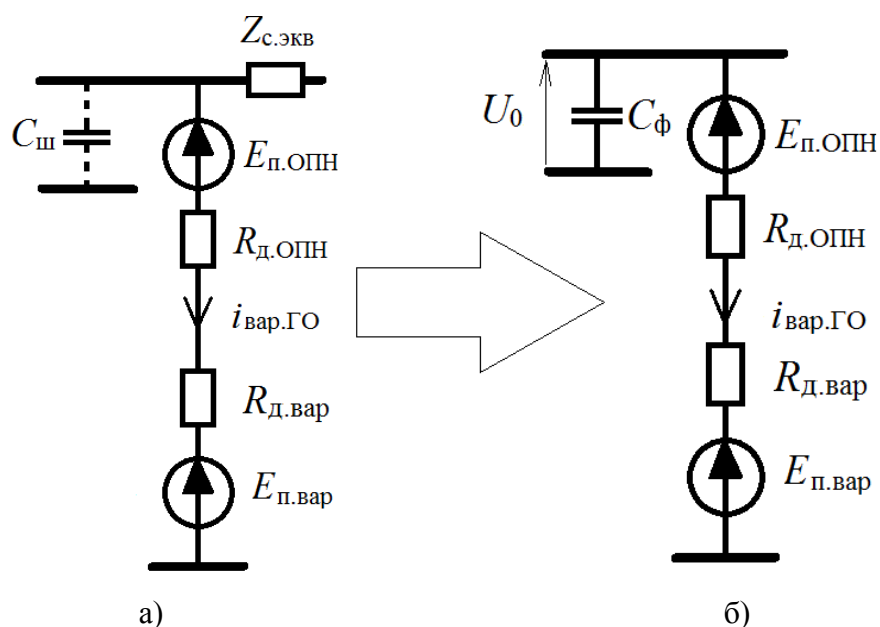 Zс.экв
Cш
Eп.ОПН
Rд.ОПН
iвар.ГО
Rд.вар
Eп.вар
а)
U0
Cф
Eп.ОПН
Rд.ОПН
iвар.ГО
Rд.вар
Eп.вар
б)